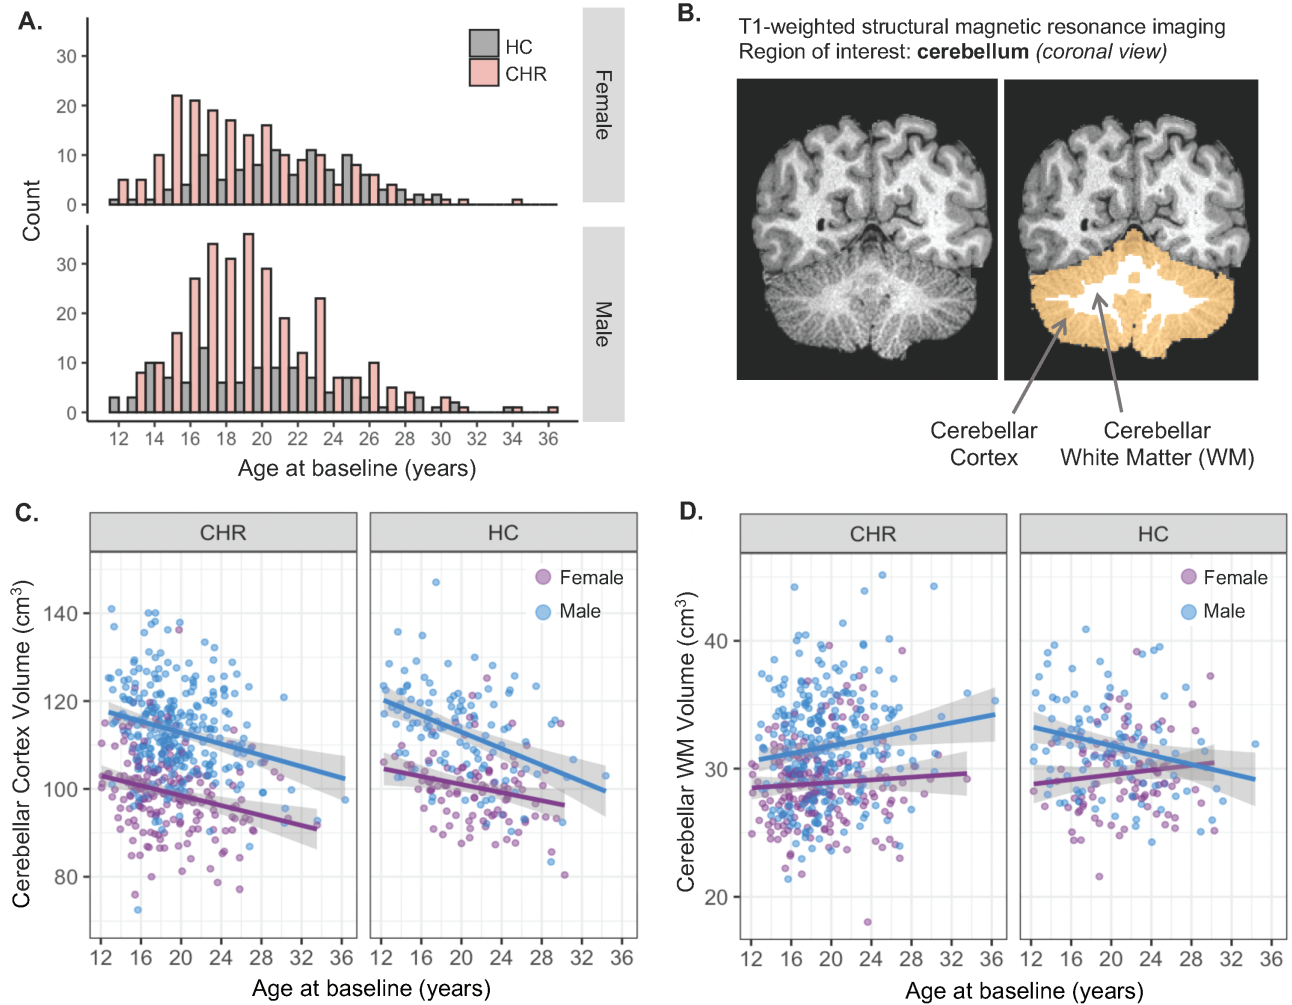 A.
HC
CHR
Count
30
20
10
0
Female
30
20
10
0
Male
12 14 16 18 20 22 24 26 28 30 32 34 36
Age at baseline (years)
B.
T1-weighted structural magnetic resonance imaging
Region of interest: cerebellum (coronal view)
Cerebellar
Cortex
Cerebellar
White Matter (WM)
C.
CHR
HC
Female
Male
Cerebellar Cortex Volume (cm³)
140
120
100
80
12 16 20 24 28 32 36
12 16 20 24 28 32 36
Age at baseline (years)
D.
CHR
HC
Female
Male
Cerebellar WM Volume (cm³)
40
30
20
12 16 20 24 28 32 36
12 16 20 24 28 32 36
Age at baseline (years)